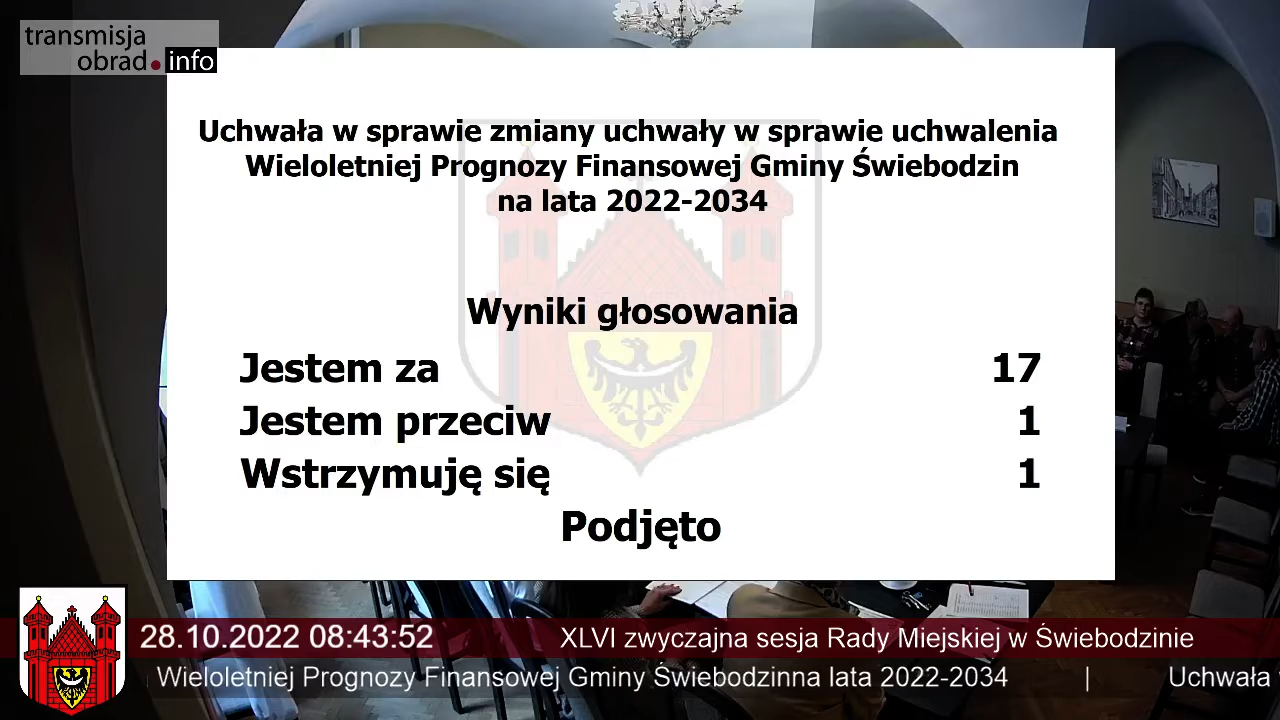 transmisja
obrad.info
Uchwała w sprawie zmiany uchwały w sprawie uchwalenia
Wieloletniej Prognozy Finansowej Gminy Świebodzin
na lata 2022-2034
Wyniki głosowania
Jestem za 17
Jestem przeciw 1
Wstrzymuję się 1
Podjęto
28.10.2022 08:43:52 XLVI zwyczajna sesja Rady Miejskiej w Świebodzinie
Wieloletniej Prognozy Finansowej Gminy Świebodzinna lata 2022-2034 | Uchwała